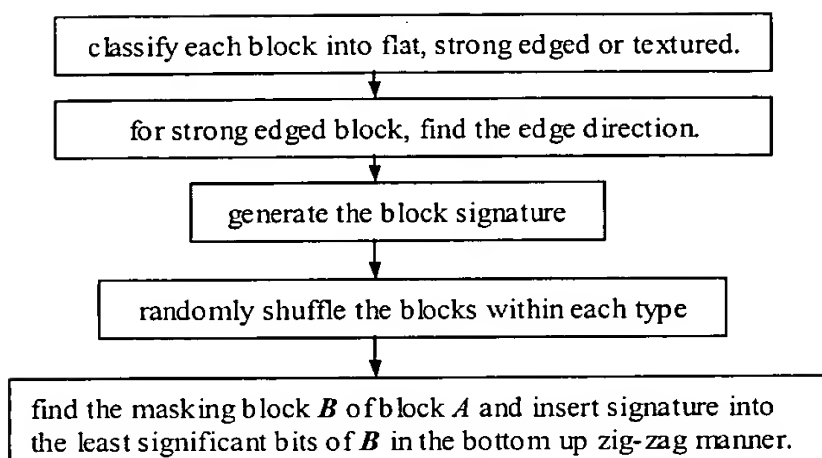 classify each block into flat, strong edged or textured.
for strong edged block, find the edge direction.
generate the block signature
randomly shuffle the blocks within each type
find the masking block B of block A and insert signature into
the least significant bits of B in the bottom up zig-zag manner.